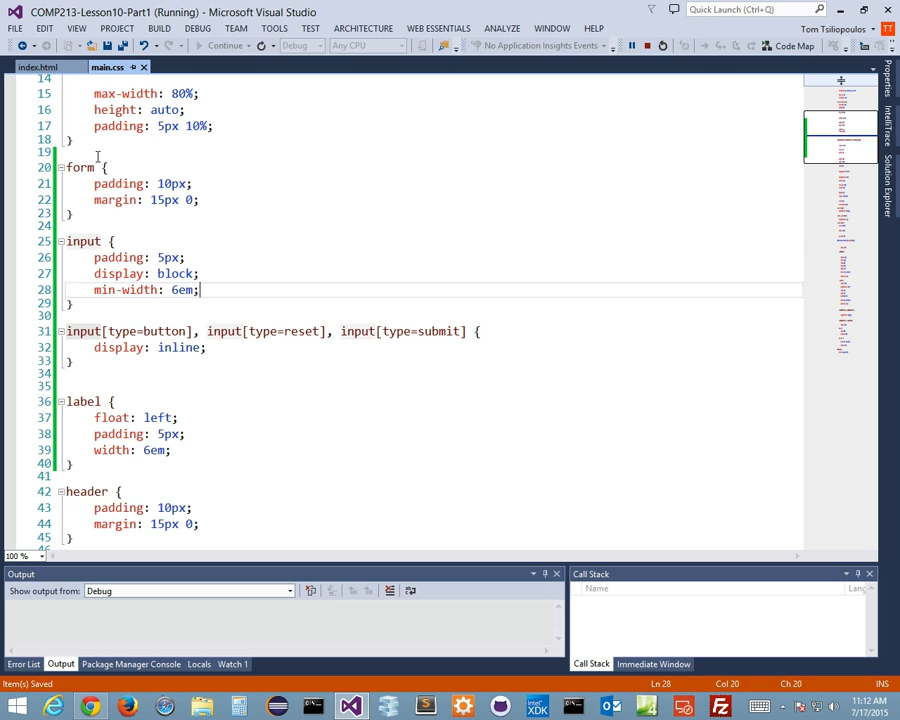 COMP213-Lesson10-Part1 (Running) - Microsoft Visual Studio
Quick Launch (Ctrl+Q)
FILE EDIT VIEW PROJECT BUILD DEBUG TEAM SQL TOOLS TEST ARCHITECTURE WEB ESSENTIALS ANALYZE WINDOW HELP
Tom Tsiliopoulos TT
Continue Debug Any CPU No Application Insights Events Code Map
index.html main.css
14
15 max-width: 80%;
16 height: auto;
17 padding: 5px 10%;
18 }
19
20 form {
21 padding: 10px;
22 margin: 15px 0;
23 }
24
25 input {
26 padding: 5px;
27 display: block;
28 min-width: 6em;
29 }
30
31 input[type=button], input[type=reset], input[type=submit] {
32 display: inline;
33 }
34
35
36 label {
37 float: left;
38 padding: 5px;
39 width: 6em;
40 }
41
42 header {
43 padding: 10px;
44 margin: 15px 0;
45 }
46
Properties
IntelliTrace
Solution Explorer
100 %
Output
Show output from: Debug
Call Stack
Name Lang
Error List Output Package Manager Console Locals Watch 1
Call Stack Immediate Window
Item(s) Saved Ln 28 Col 20 Ch 20 INS
11:12 AM
7/17/2015